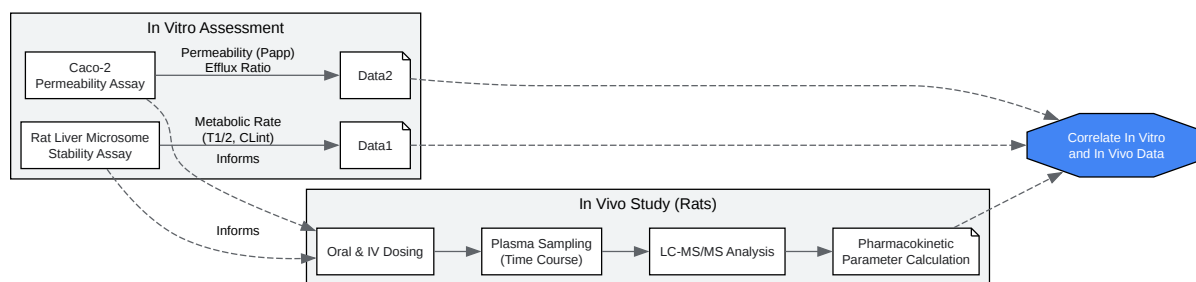 In Vitro Assessment
Caco-2
Permeability Assay
Permeability (Papp)
Efflux Ratio
Data2
Rat Liver Microsome
Stability Assay
Metabolic Rate
(T1/2, CLint)
Informs
Data1
Correlate In Vitro
and In Vivo Data
In Vivo Study (Rats)
Informs
Oral & IV Dosing
Plasma Sampling
(Time Course)
LC-MS/MS Analysis
Pharmacokinetic
Parameter Calculation